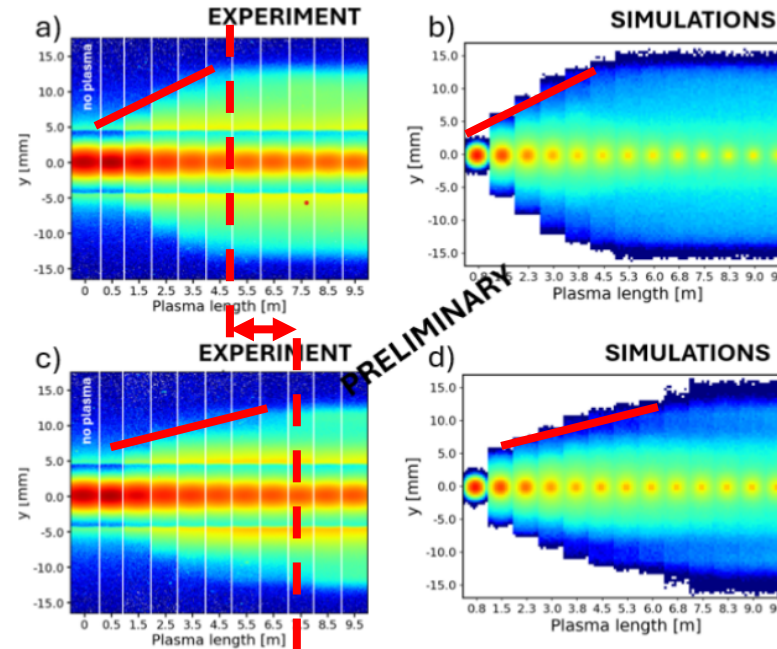 a)
EXPERIMENT
no plasma
y [mm]
15.0
10.0
5.0
0.0
-5.0
-10.0
-15.0
0 0.5 1.0 1.5 2.5 3.5 4.5 5.5 6.5 7.5 8.5 9.5
Plasma length [m]
b)
SIMULATIONS
y [mm]
15.0
10.0
5.0
0.0
-5.0
-10.0
-15.0
0.8 1.5 2.3 3.0 3.8 4.5 5.3 6.0 6.8 7.5 8.3 9.0
Plasma length [m]
PRELIMINARY
c)
EXPERIMENT
no plasma
y [mm]
15.0
10.0
5.0
0.0
-5.0
-10.0
-15.0
0 0.5 1.0 1.5 2.5 3.5 4.5 5.5 6.5 7.5 8.5 9.5
Plasma length [m]
d)
SIMULATIONS
y [mm]
15.0
10.0
5.0
0.0
-5.0
-10.0
-15.0
0.8 1.5 2.3 3.0 3.8 4.5 5.3 6.0 6.8 7.5 8.3
Plasma length [m]